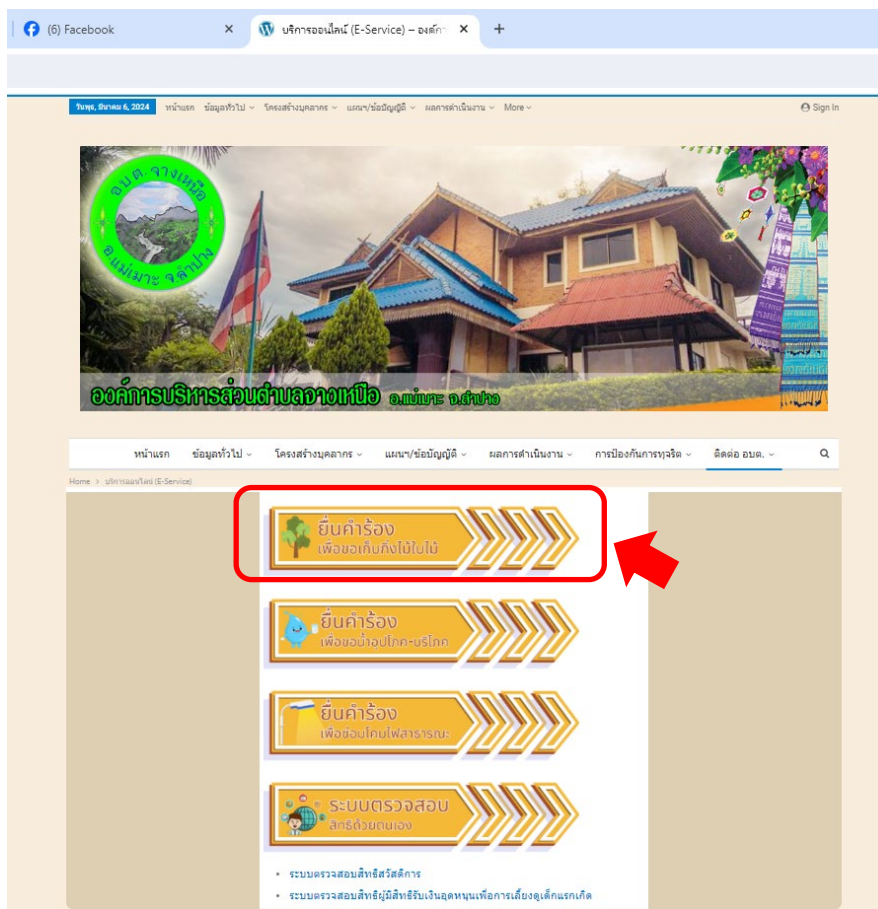 (6) Facebook
บริการออนไลน์ (E-Service) – องค์กา
วันพุธ, มีนาคม 6, 2024 หน้าแรก ข้อมูลทั่วไป โครงสร้างบุคลากร แผนฯ/ข้อบัญญัติ ผลการดำเนินงาน More Sign In
อบต.จางเหนือ
อ.แม่เมาะ จ.ลำปาง
องค์การบริหารส่วนตำบลจางเหนือ อ.แม่เมาะ จ.ลำปาง
หน้าแรก ข้อมูลทั่วไป โครงสร้างบุคลากร แผนฯ/ข้อบัญญัติ ผลการดำเนินงาน การป้องกันการทุจริต ติดต่อ อบต.
Home > บริการออนไลน์ (E-Service)
ยื่นคำร้อง
เพื่อขอเก็บกิ่งไม้ใบไม้
ยื่นคำร้อง
เพื่อขอน้ำอุปโภค-บริโภค
ยื่นคำร้อง
เพื่อซ่อมโคมไฟสาธารณะ
ระบบตรวจสอบ
สิทธิด้วยตนเอง
• ระบบตรวจสอบสิทธิสวัสดิการ
• ระบบตรวจสอบสิทธิผู้มีสิทธิรับเงินอุดหนุนเพื่อการเลี้ยงดูเด็กแรกเกิด